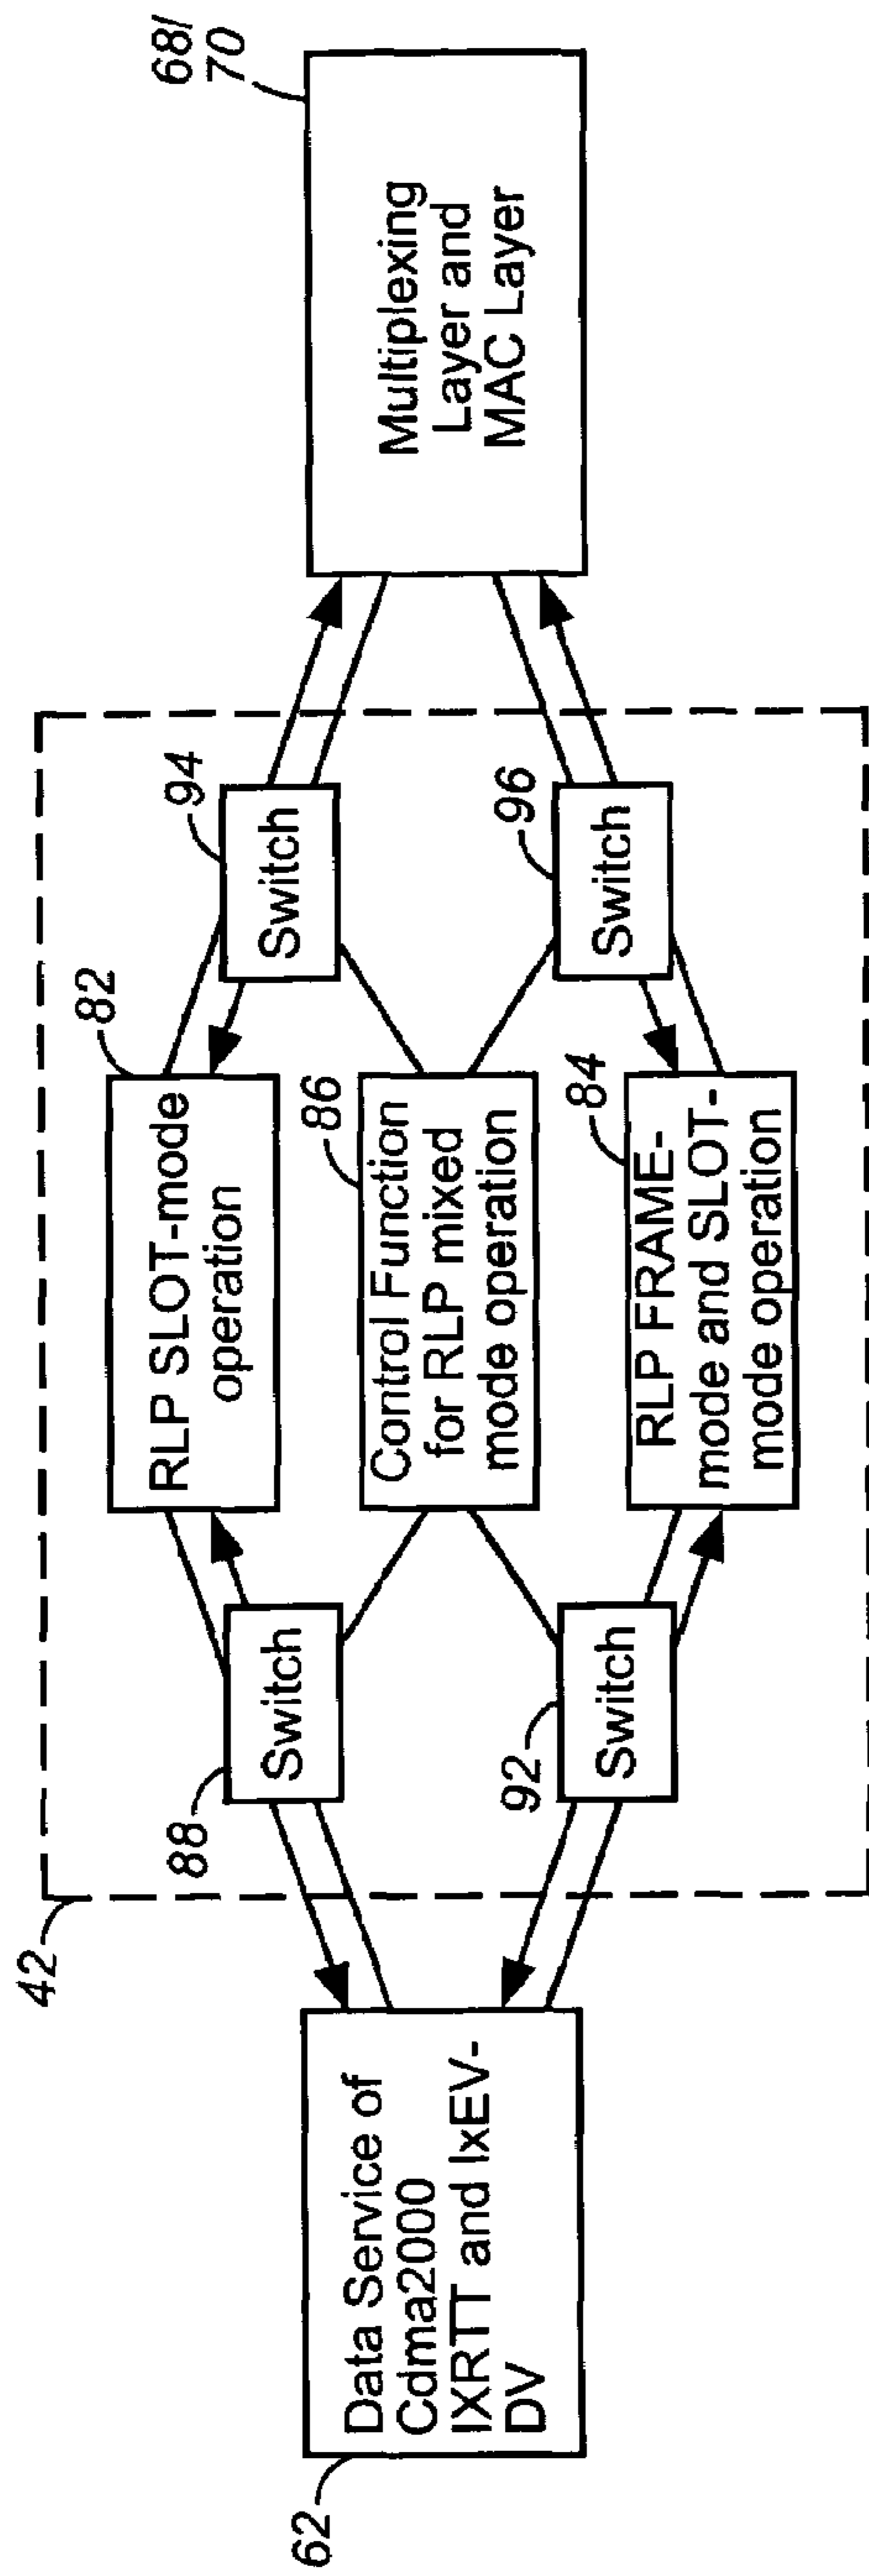 62
Data Service of
Cdma2000
IXRTT and IxEV-
DV
42
88
Switch
92
Switch
82
RLP SLOT-mode
operation
86
Control Function
for RLP mixed
mode operation
84
RLP FRAME-
mode and SLOT-
mode operation
94
Switch
96
Switch
68/
70
Multiplexing
Layer and
MAC Layer